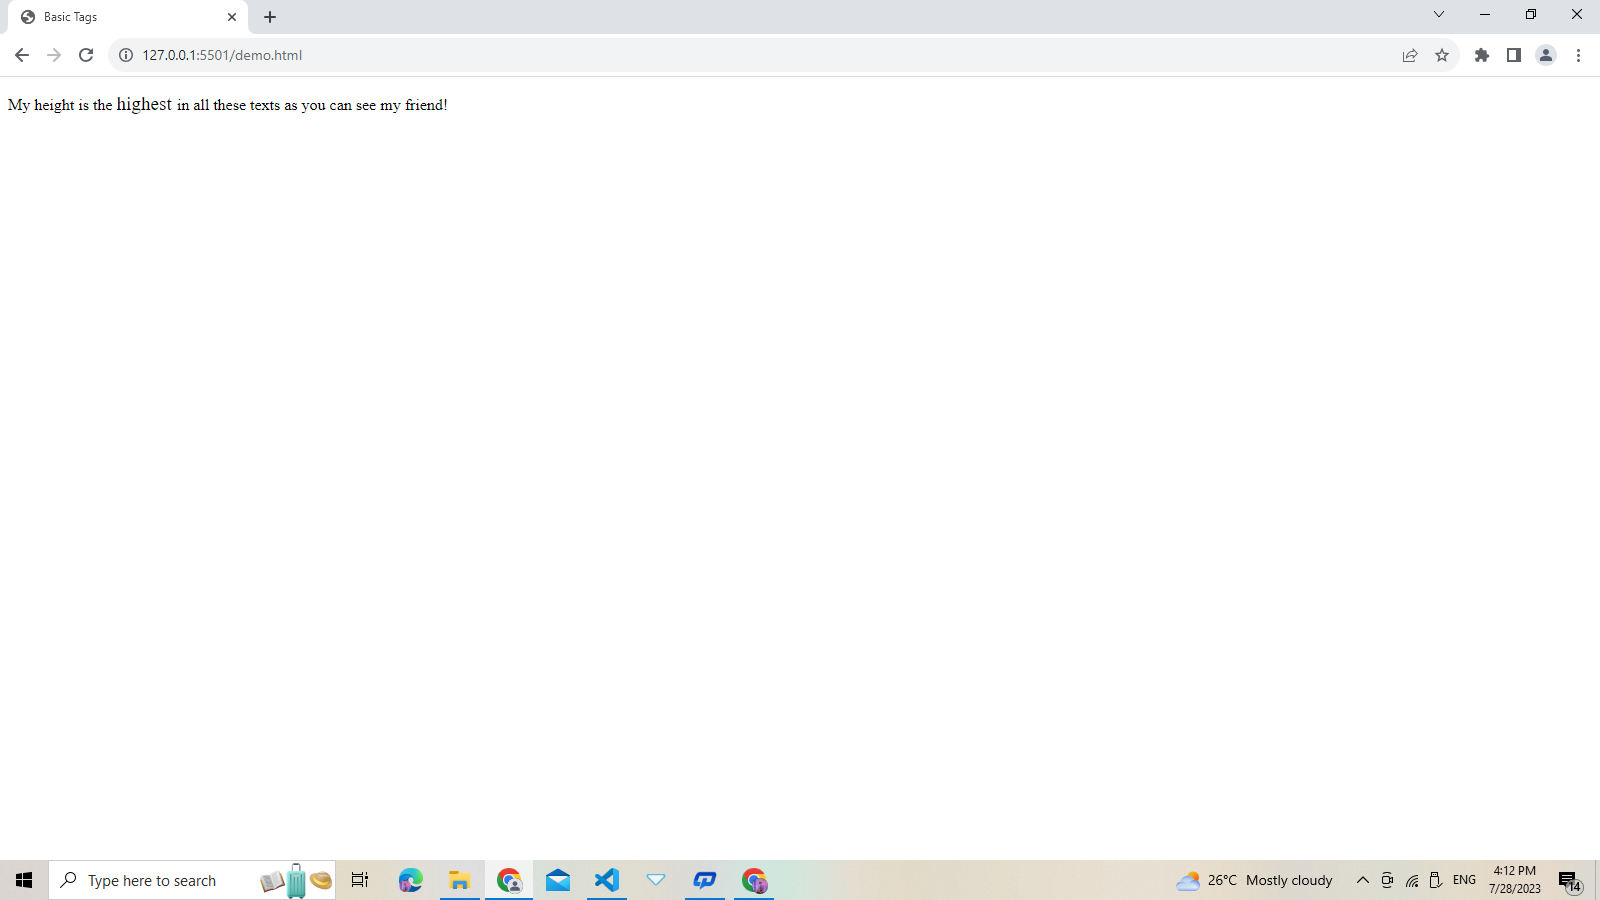 Basic Tags
127.0.0.1:5501/demo.html
My height is the highest in all these texts as you can see my friend!
Type here to search
26°C Mostly cloudy
ENG
4:12 PM
7/28/2023
14